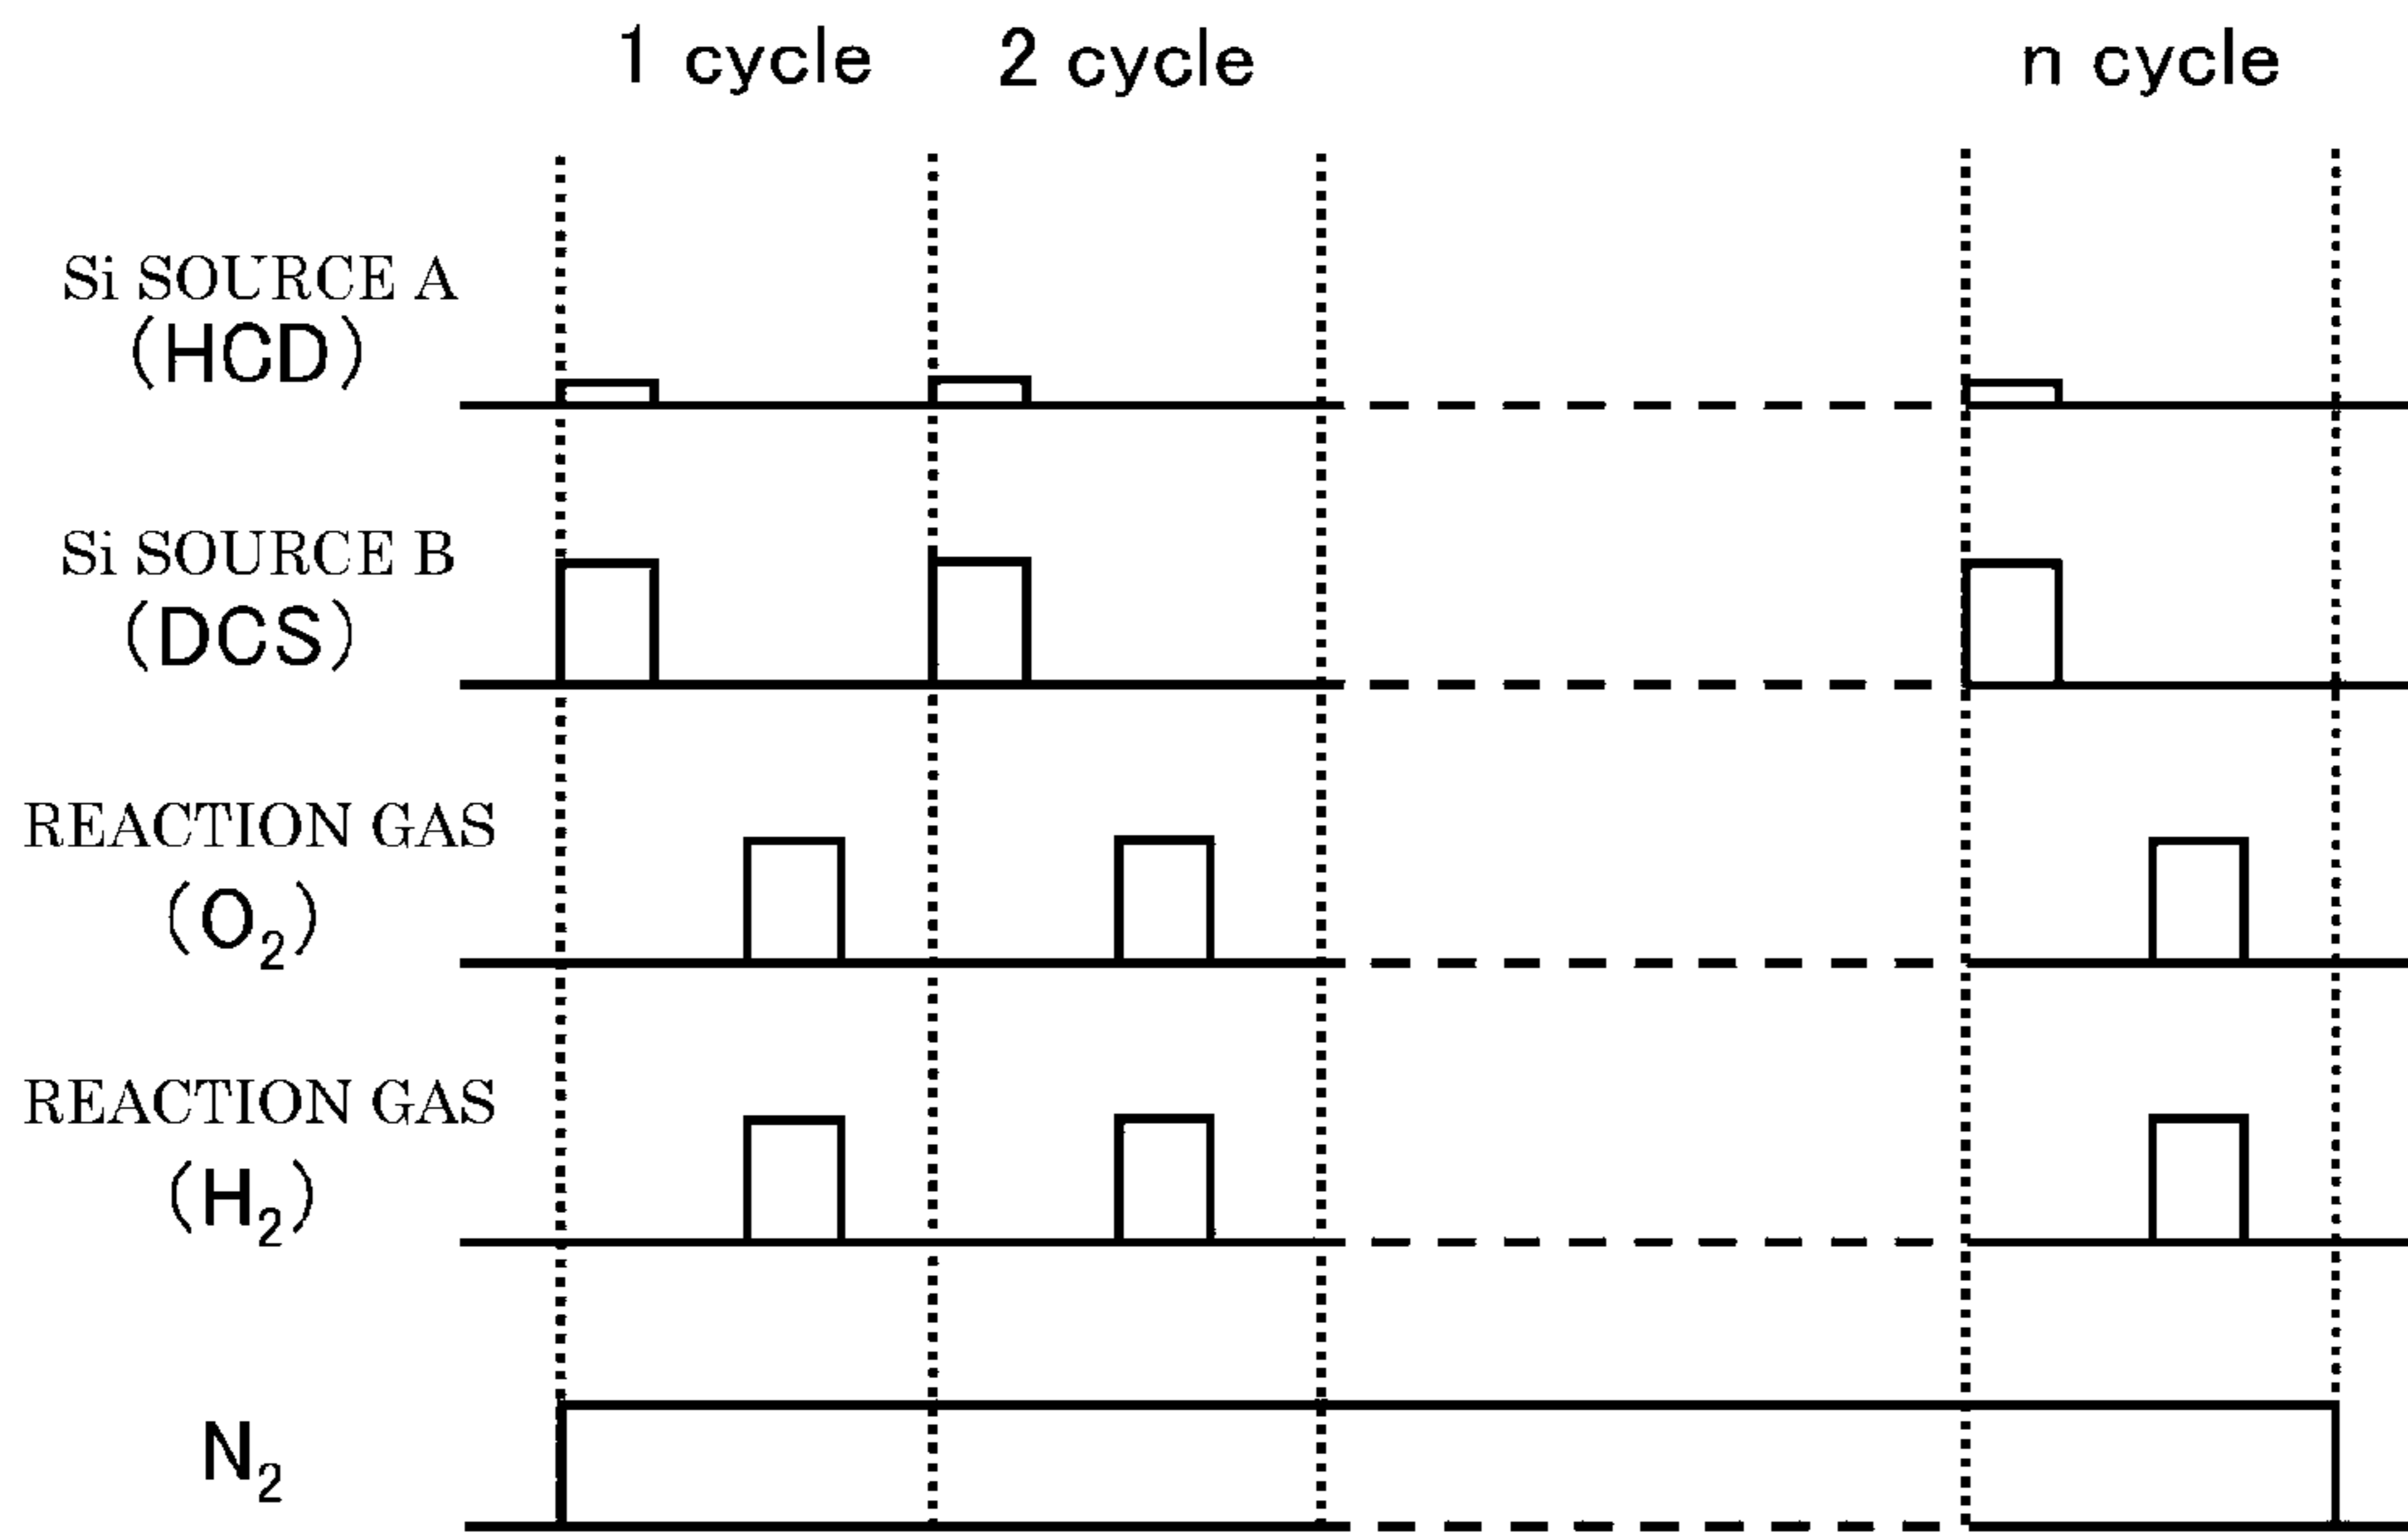 1 cycle 2 cycle n cycle
Si SOURCE A
(HCD)
Si SOURCE B
(DCS)
REACTION GAS
(O₂)
REACTION GAS
(H₂)
N₂